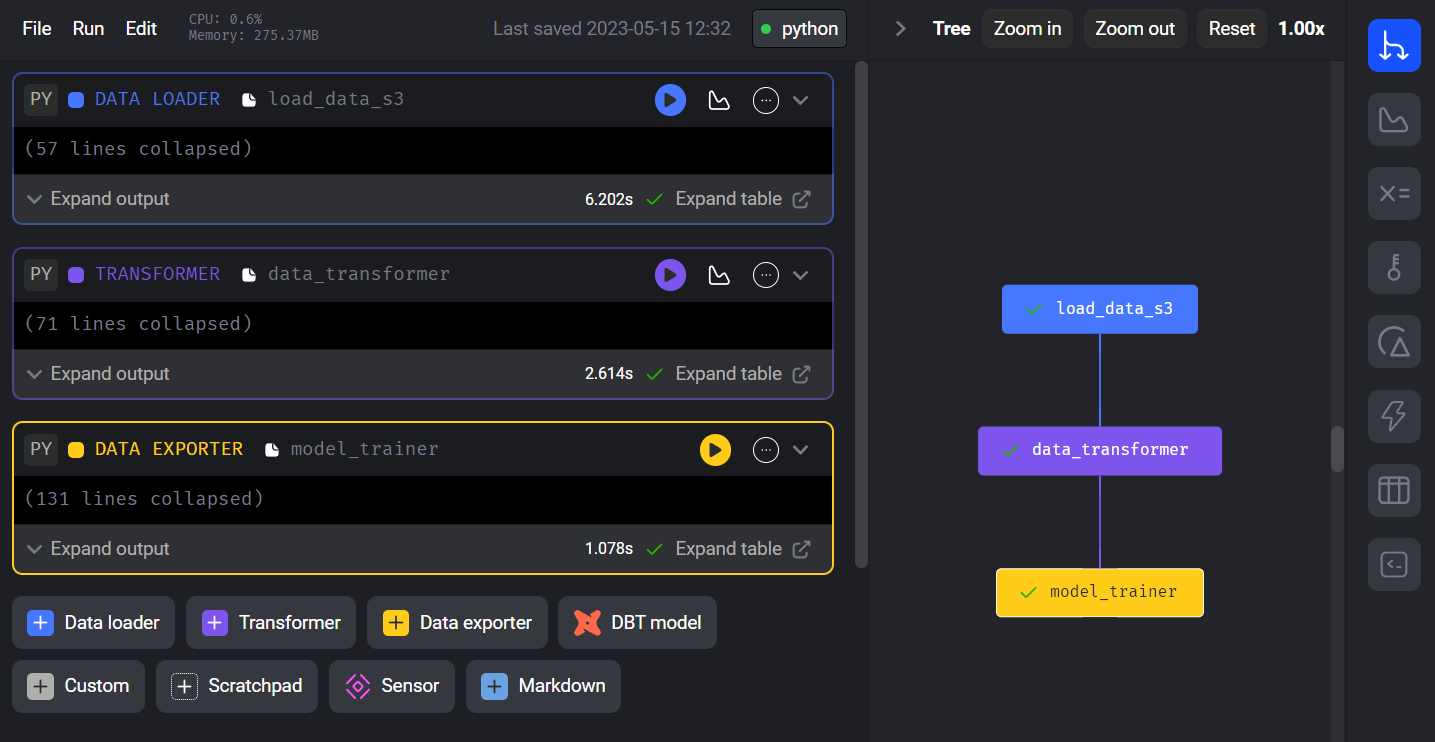 File Run Edit
CPU: 0.6%
Memory: 275.37MB
Last saved 2023-05-15 12:32
python
Tree Zoom in Zoom out Reset 1.00x
PY DATA LOADER load_data_s3
(57 lines collapsed)
Expand output 6.202s Expand table
PY TRANSFORMER data_transformer
(71 lines collapsed)
Expand output 2.614s Expand table
PY DATA EXPORTER model_trainer
(131 lines collapsed)
Expand output 1.078s Expand table
Data loader Transformer Data exporter DBT model
Custom Scratchpad Sensor Markdown
load_data_s3
data_transformer
model_trainer